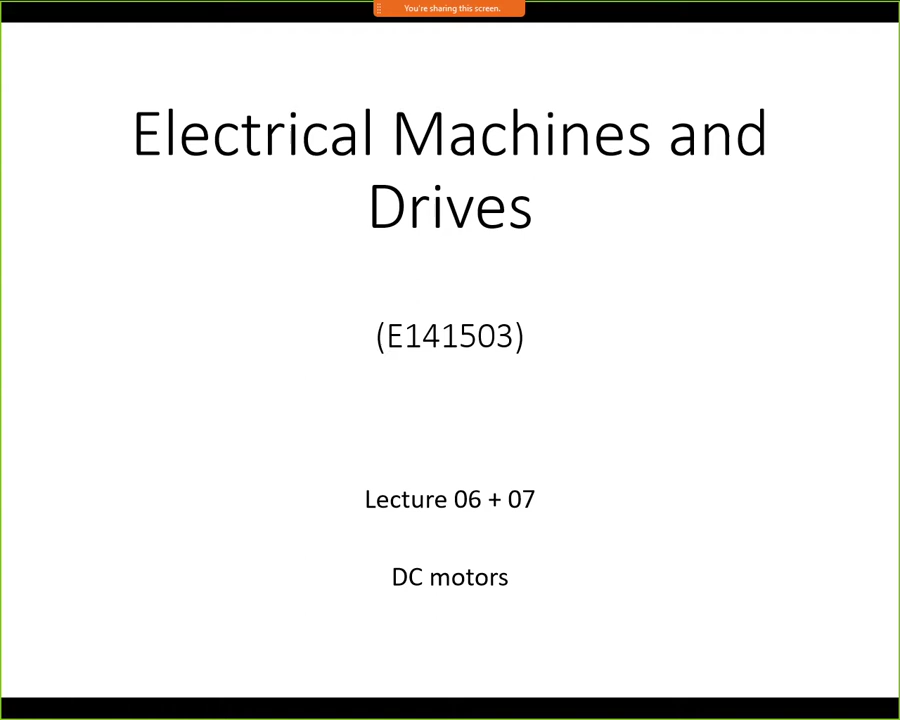 You're sharing this screen.
Electrical Machines and
Drives
(E141503)
Lecture 06 + 07
DC motors